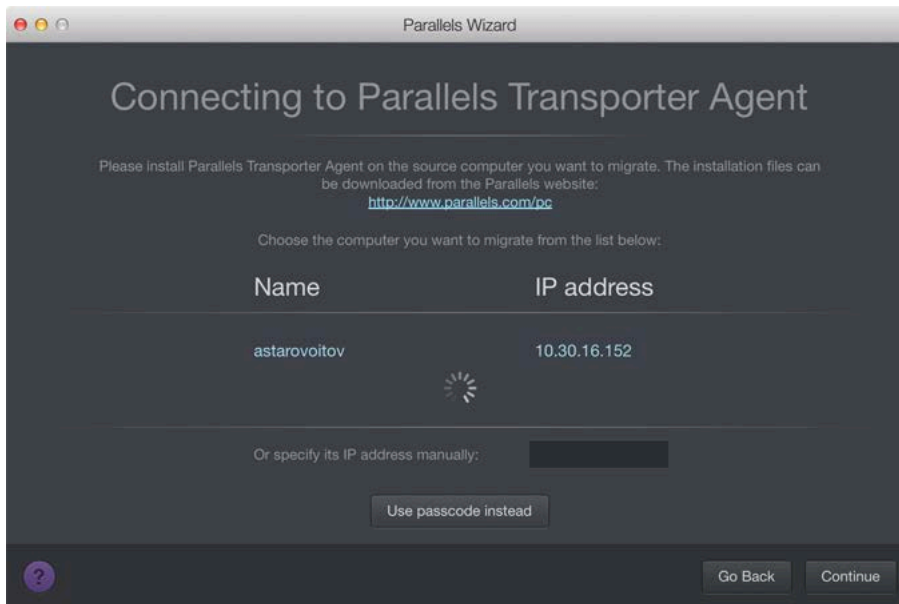 Parallels Wizard
Connecting to Parallels Transporter Agent
Please install Parallels Transporter Agent on the source computer you want to migrate. The installation files can
be downloaded from the Parallels website:
http://www.parallels.com/pc
Choose the computer you want to migrate from the list below:
Name IP address
astarovoitov 10.30.16.152
Or specify its IP address manually:
Use passcode instead
? Go Back Continue